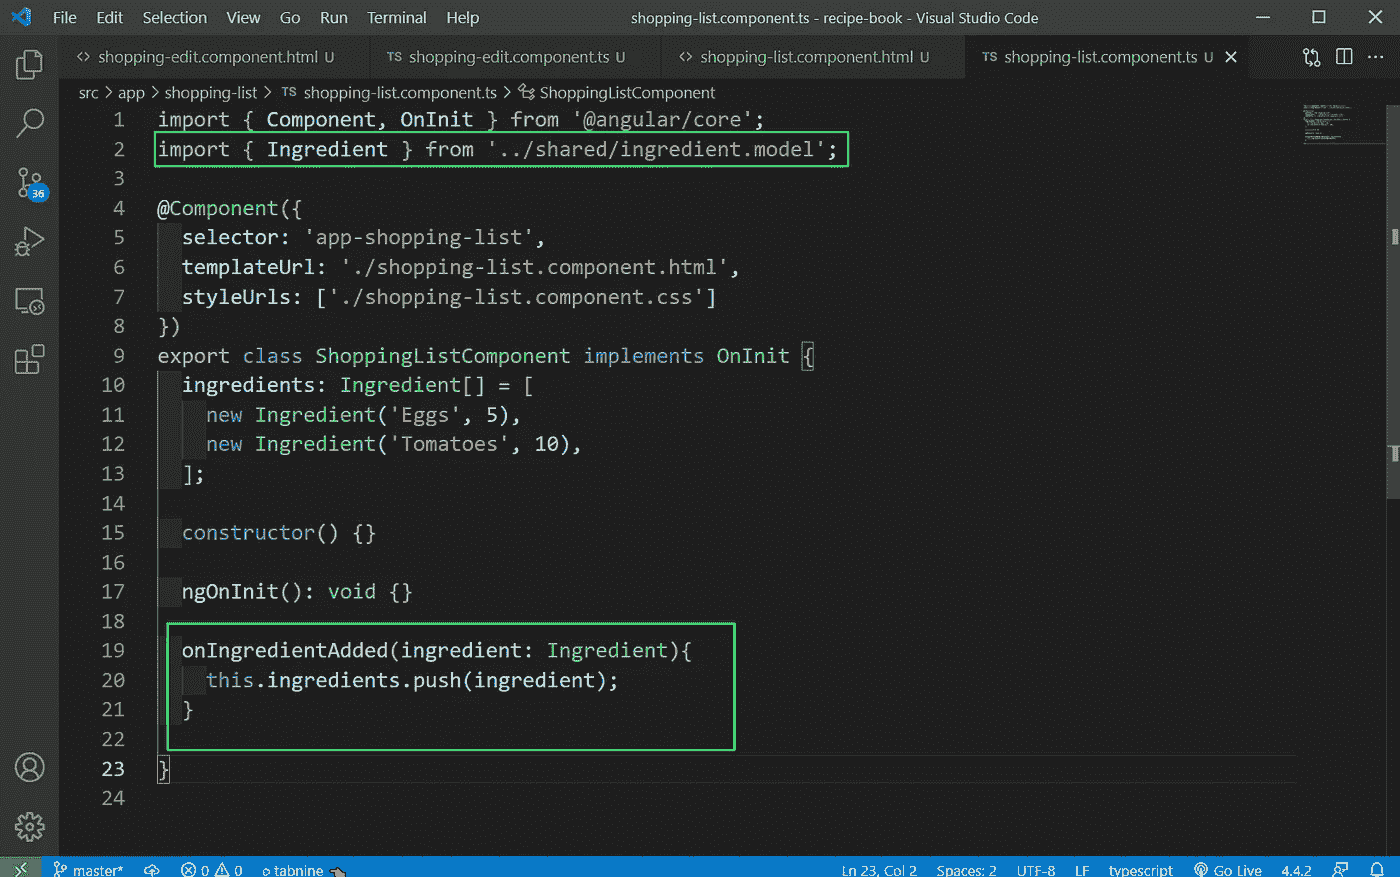 File Edit Selection View Go Run Terminal Help shopping-list.component.ts - recipe-book - Visual Studio Code
<> shopping-edit.component.html U TS shopping-edit.component.ts U <> shopping-list.component.html U TS shopping-list.component.ts U
src > app > shopping-list > TS shopping-list.component.ts > ShoppingListComponent
1 import { Component, OnInit } from '@angular/core';
2 import { Ingredient } from '../shared/ingredient.model';
3
4 @Component({
5 selector: 'app-shopping-list',
6 templateUrl: './shopping-list.component.html',
7 styleUrls: ['./shopping-list.component.css']
8 })
9 export class ShoppingListComponent implements OnInit {
10 ingredients: Ingredient[] = [
11 new Ingredient('Eggs', 5),
12 new Ingredient('Tomatoes', 10),
13 ];
14
15 constructor() {}
16
17 ngOnInit(): void {}
18
19 onIngredientAdded(ingredient: Ingredient){
20 this.ingredients.push(ingredient);
21 }
22
23 }
24
36
master* 0 0 tabnine Ln 23, Col 2 Spaces: 2 UTF-8 LF typescript Go Live 4.4.2